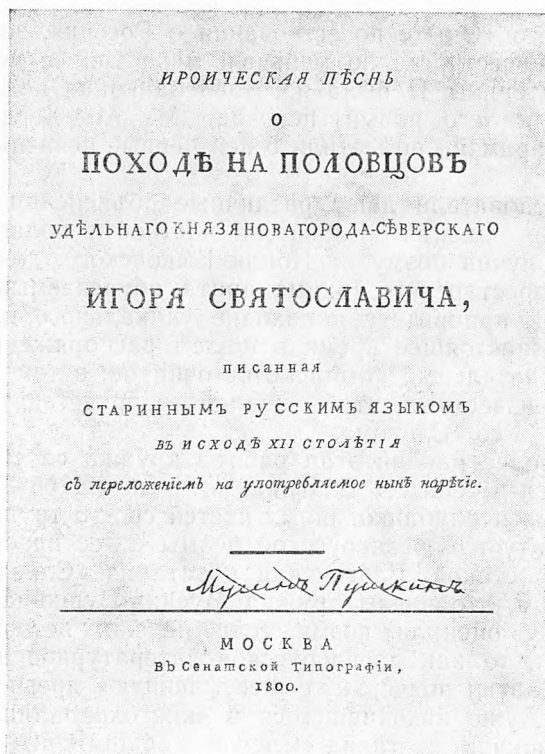 ИРОИЧЕСКАЯ ПѢСНЬ
О
ПОХОДѢ НА ПОЛОВЦОВЪ
УДѢЛЬНАГО КНЯЗЯ НОВАГОРОДА-СѢВЕРСКАГО
ИГОРЯ СВЯТОСЛАВИЧА,
писанная
СТАРИННЫМЪ РУССКИМЪ ЯЗЫКОМЪ
въ исходѣ XII столѣтія
съ переложеніемъ на употребляемое нынѣ нарѣчіе.
Мусинъ Пушкинъ
МОСКВА
Въ Сенатской Типографіи,
1800.